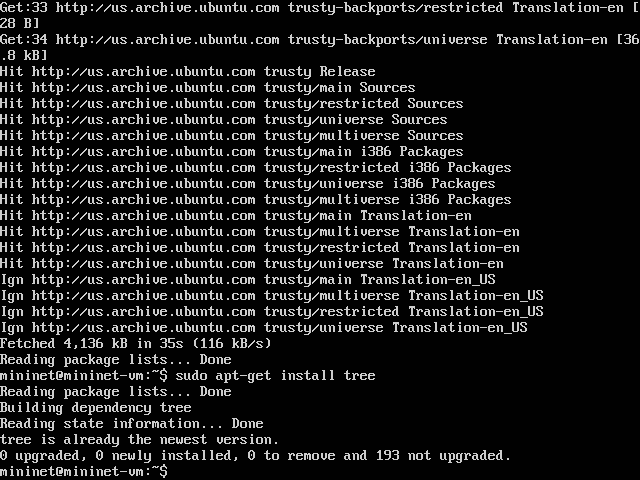 Get:33 http://us.archive.ubuntu.com trusty-backports/restricted Translation-en [
28 B]
Get:34 http://us.archive.ubuntu.com trusty-backports/universe Translation-en [36
.8 kB]
Hit http://us.archive.ubuntu.com trusty Release
Hit http://us.archive.ubuntu.com trusty/main Sources
Hit http://us.archive.ubuntu.com trusty/restricted Sources
Hit http://us.archive.ubuntu.com trusty/universe Sources
Hit http://us.archive.ubuntu.com trusty/multiverse Sources
Hit http://us.archive.ubuntu.com trusty/main i386 Packages
Hit http://us.archive.ubuntu.com trusty/restricted i386 Packages
Hit http://us.archive.ubuntu.com trusty/universe i386 Packages
Hit http://us.archive.ubuntu.com trusty/multiverse i386 Packages
Hit http://us.archive.ubuntu.com trusty/main Translation-en
Hit http://us.archive.ubuntu.com trusty/multiverse Translation-en
Hit http://us.archive.ubuntu.com trusty/restricted Translation-en
Hit http://us.archive.ubuntu.com trusty/universe Translation-en
Ign http://us.archive.ubuntu.com trusty/main Translation-en_US
Ign http://us.archive.ubuntu.com trusty/multiverse Translation-en_US
Ign http://us.archive.ubuntu.com trusty/restricted Translation-en_US
Ign http://us.archive.ubuntu.com trusty/universe Translation-en_US
Fetched 4,136 kB in 35s (116 kB/s)
Reading package lists... Done
mininet@mininet-vm:~$ sudo apt-get install tree
Reading package lists... Done
Building dependency tree
Reading state information... Done
tree is already the newest version.
0 upgraded, 0 newly installed, 0 to remove and 193 not upgraded.
mininet@mininet-vm:~$